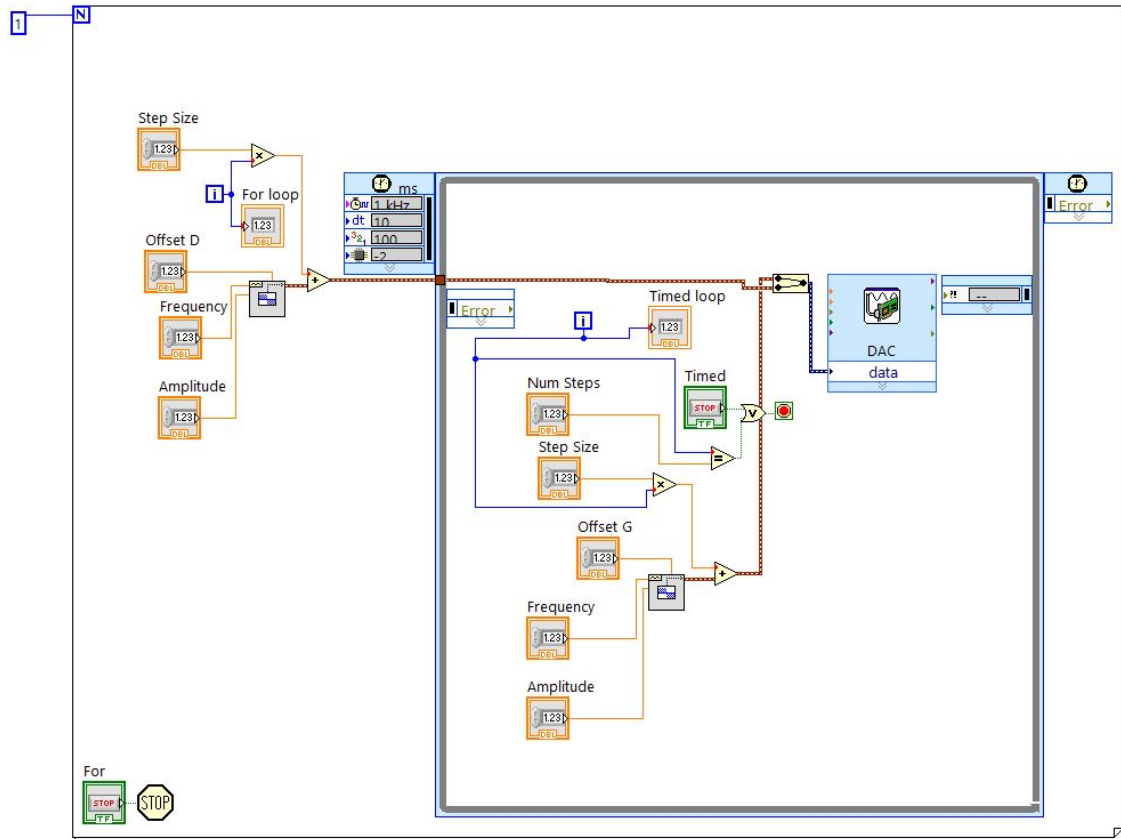 1
N
Step Size
1.23
DBL
×
i
For loop
1.23
DBL
Offset D
1.23
DBL
Frequency
1.23
DBL
Amplitude
1.23
DBL
+
ms
1 kHz
dt 10
100
-2
Error
Error
i
Timed loop
1.23
DBL
Num Steps
1.23
DBL
Timed
STOP
TF
V
=
Step Size
1.23
DBL
×
Offset G
1.23
DBL
+
Frequency
1.23
DBL
Amplitude
1.23
DBL
DAC
data
?! --
For
STOP
TF
STOP